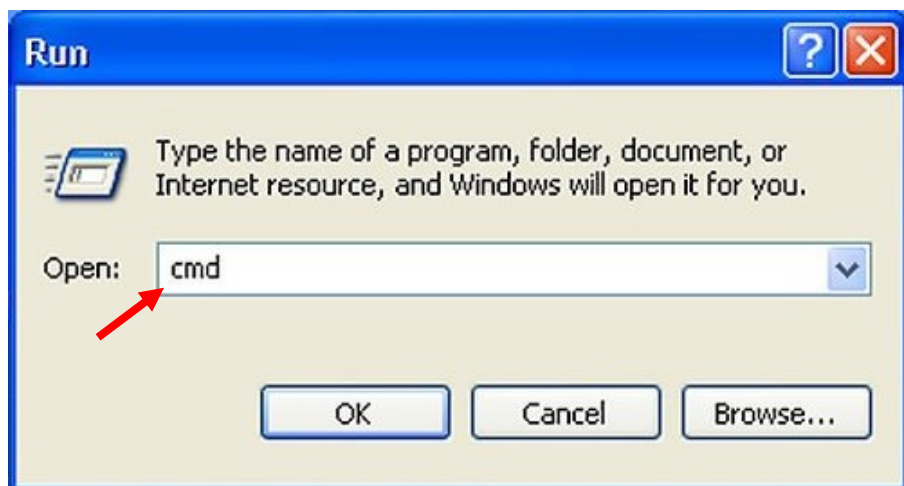 Run
Type the name of a program, folder, document, or
Internet resource, and Windows will open it for you.
Open: cmd
OK Cancel Browse...